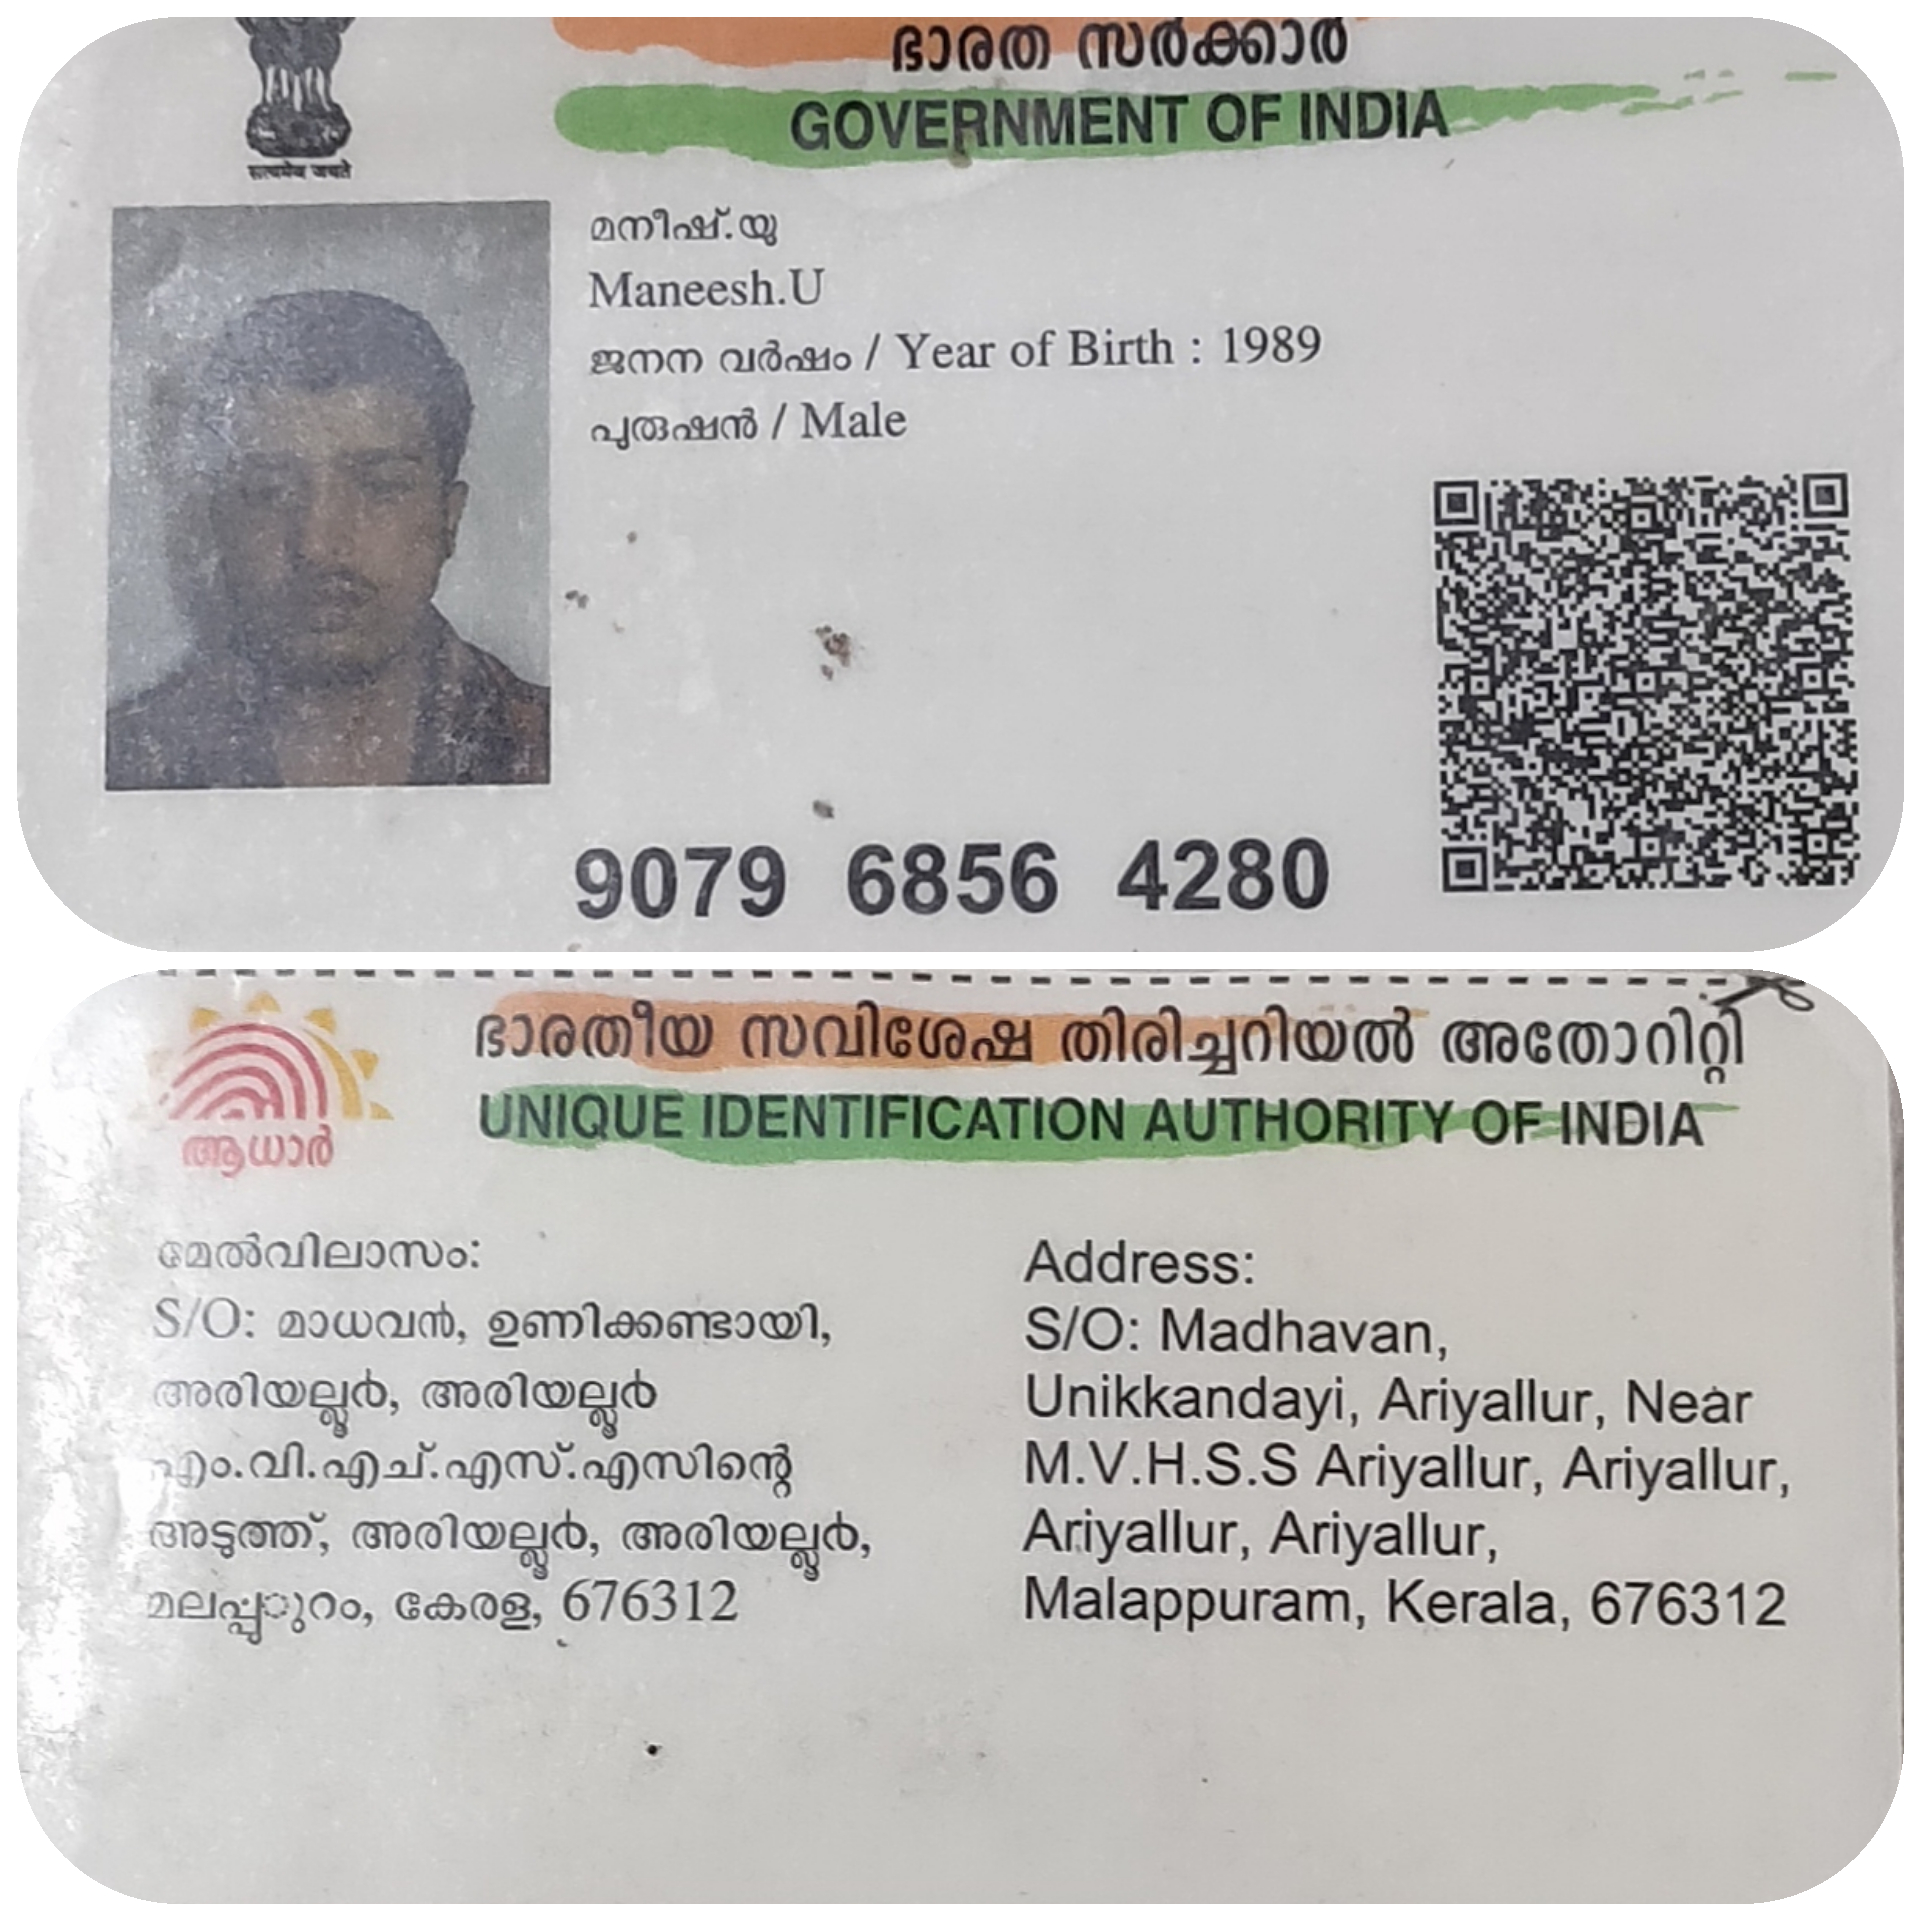 सत्यमेव जयते
ഭാരത സർക്കാർ
GOVERNMENT OF INDIA
മനീഷ്.യു
Maneesh.U
ജനന വർഷം / Year of Birth : 1989
പുരുഷൻ / Male
9079 6856 4280
ആധാർ
ഭാരതീയ സവിശേഷ തിരിച്ചറിയൽ അതോറിറ്റി
UNIQUE IDENTIFICATION AUTHORITY OF INDIA
മേൽവിലാസം:
S/O: മാധവൻ, ഉണിക്കണ്ടായി,
അരിയല്ലൂർ, അരിയല്ലൂർ
എം.വി.എച്.എസ്.എസിന്റെ
അടുത്ത്, അരിയല്ലൂർ, അരിയല്ലൂർ,
മലപ്പുുറം, കേരള, 676312
Address:
S/O: Madhavan,
Unikkandayi, Ariyallur, Near
M.V.H.S.S Ariyallur, Ariyallur,
Ariyallur, Ariyallur,
Malappuram, Kerala, 676312